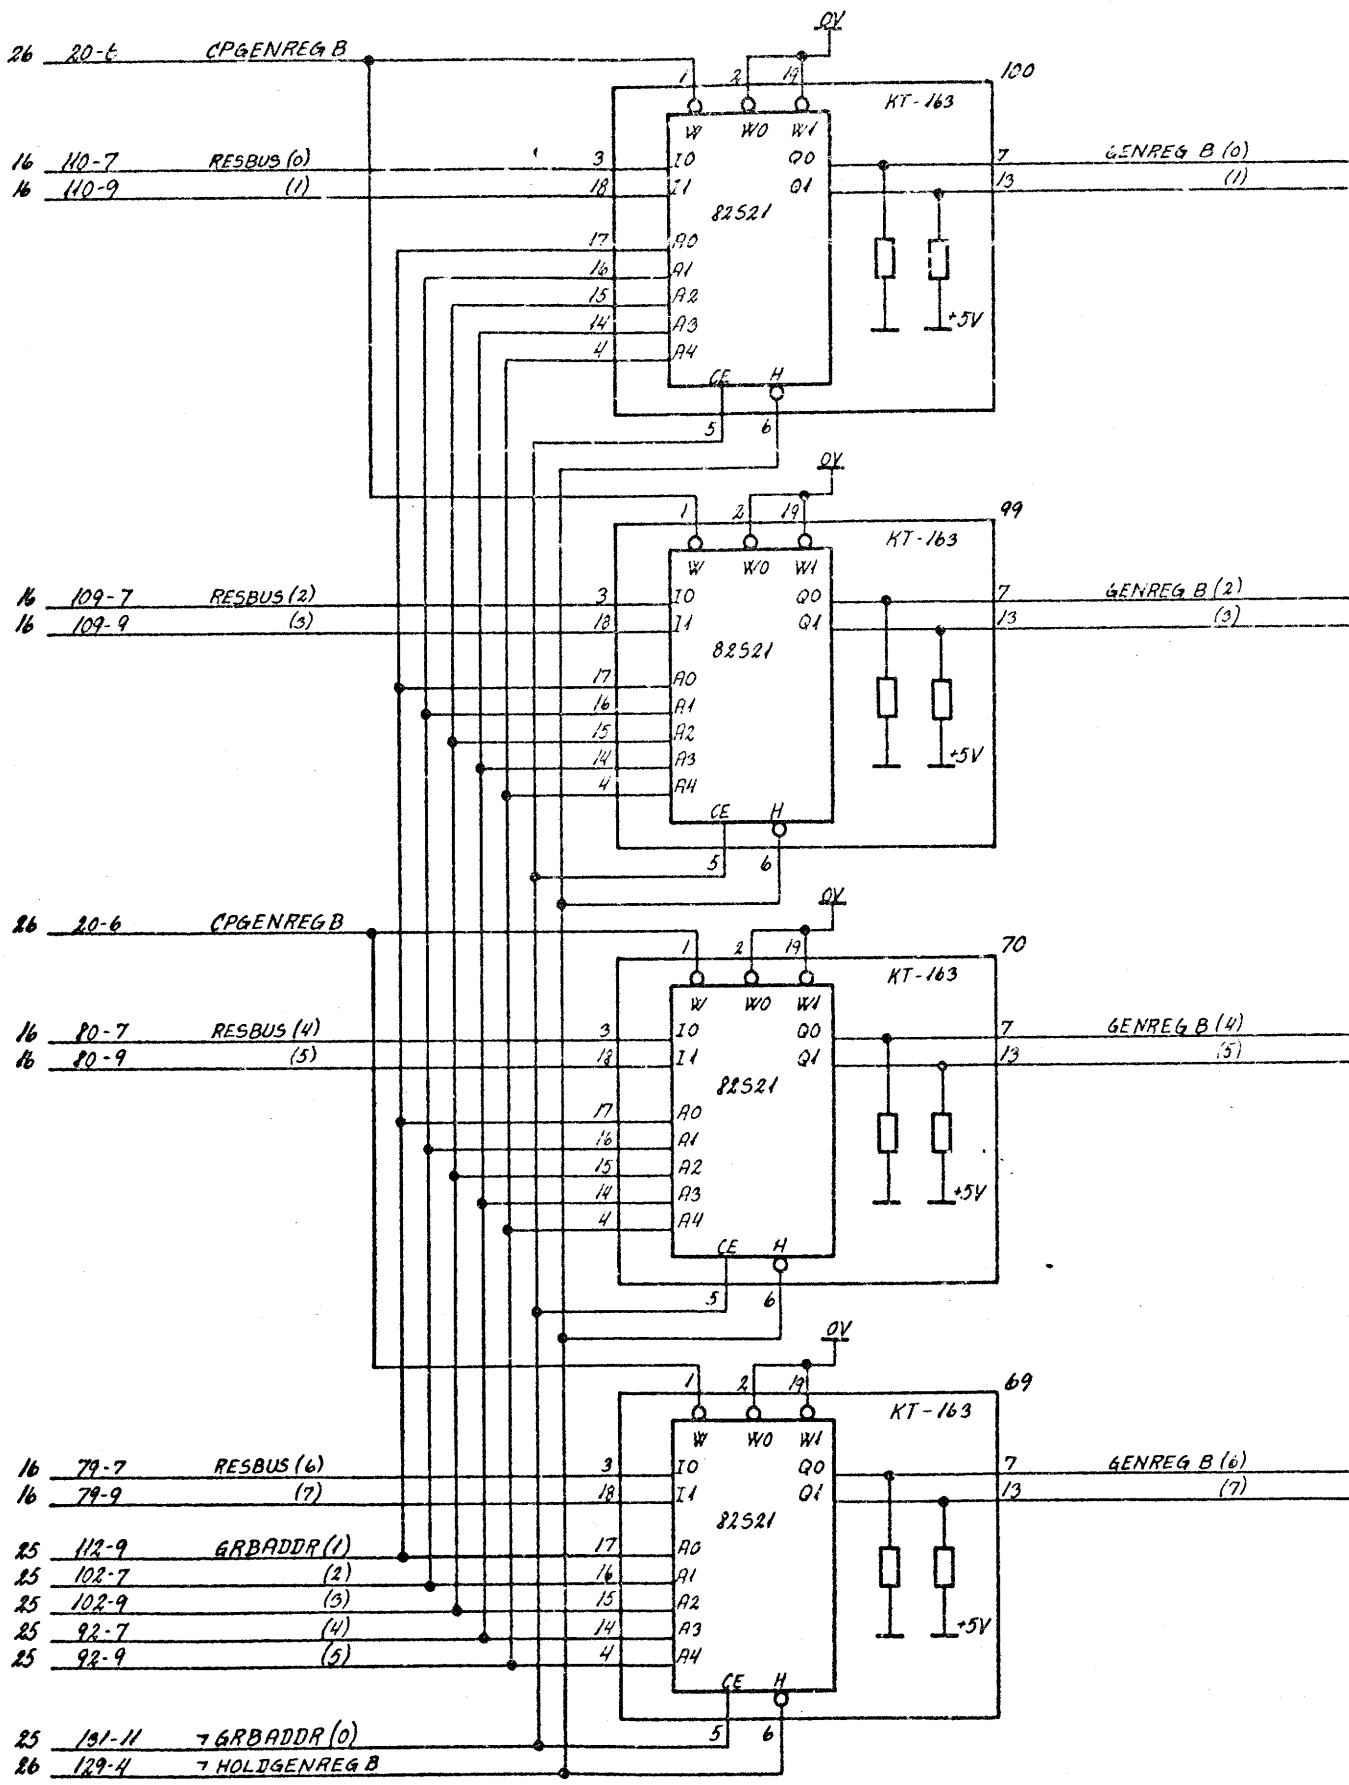 0V
26 20-6 CPGENREG B
1 2 19 100
KT-163
W W0 W1
16 110-7 RESBUS (0) 3 I0 Q0 7 GENREG B (0)
16 110-9 (1) 18 I1 Q1 13 (1)
82S21
17 A0
16 A1
15 A2
14 A3 +5V
4 A4
CE H
5 6
0V
1 2 19 99
KT-163
W W0 W1
16 109-7 RESBUS (2) 3 I0 Q0 7 GENREG B (2)
16 109-9 (3) 18 I1 Q1 13 (3)
82S21
17 A0
16 A1
15 A2
14 A3 +5V
4 A4
CE H
5 6
0V
26 20-6 CPGENREG B
1 2 19 70
KT-163
W W0 W1
16 80-7 RESBUS (4) 3 I0 Q0 7 GENREG B (4)
16 80-9 (5) 18 I1 Q1 13 (5)
82S21
17 A0
16 A1
15 A2
14 A3 +5V
4 A4
CE H
5 6
0V
1 2 19 69
KT-163
W W0 W1
16 79-7 RESBUS (6) 3 I0 Q0 7 GENREG B (6)
16 79-9 (7) 18 I1 Q1 13 (7)
82S21
25 112-9 GRBADDR (1) 17 A0
25 102-7 (2) 16 A1
25 102-9 (3) 15 A2
25 92-7 (4) 14 A3 +5V
25 92-9 (5) 4 A4
CE H
25 131-11 ¬ GRBADDR (0) 5 6
26 129-4 ¬ HOLDGENREG B